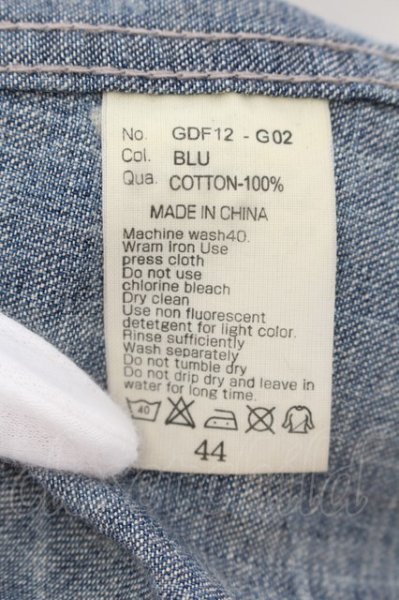 No. GDF12 - G02
Col. BLU
Qua. COTTON-100%
MADE IN CHINA
Machine wash40.
Wram Iron Use
press cloth
Do not use
chlorine bleach
Dry clean
Use non fluorescent
detetgent for light color.
Rinse sufficiently
Wash separately
Do not tumble dry
Do not drip dry and leave in
water for long time.
40
44